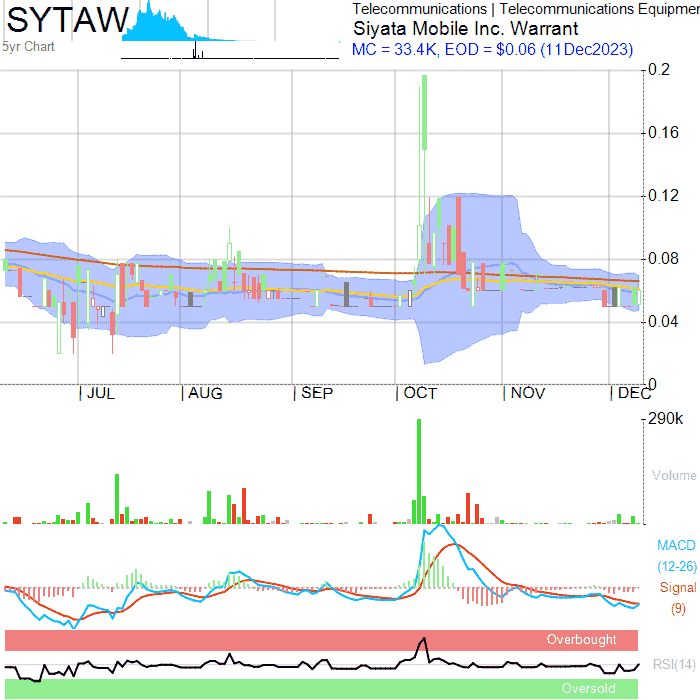 SYTAW
Telecommunications | Telecommunications Equipmen
5yr Chart
Siyata Mobile Inc. Warrant
MC = 33.4K, EOD = $0.06 (11Dec2023)
0.2
0.16
0.12
0.08
0.04
0
JUL AUG SEP OCT NOV DEC
290k
Volume
MACD
(12-26)
Signal
(9)
Overbought
RSI(14)
Oversold